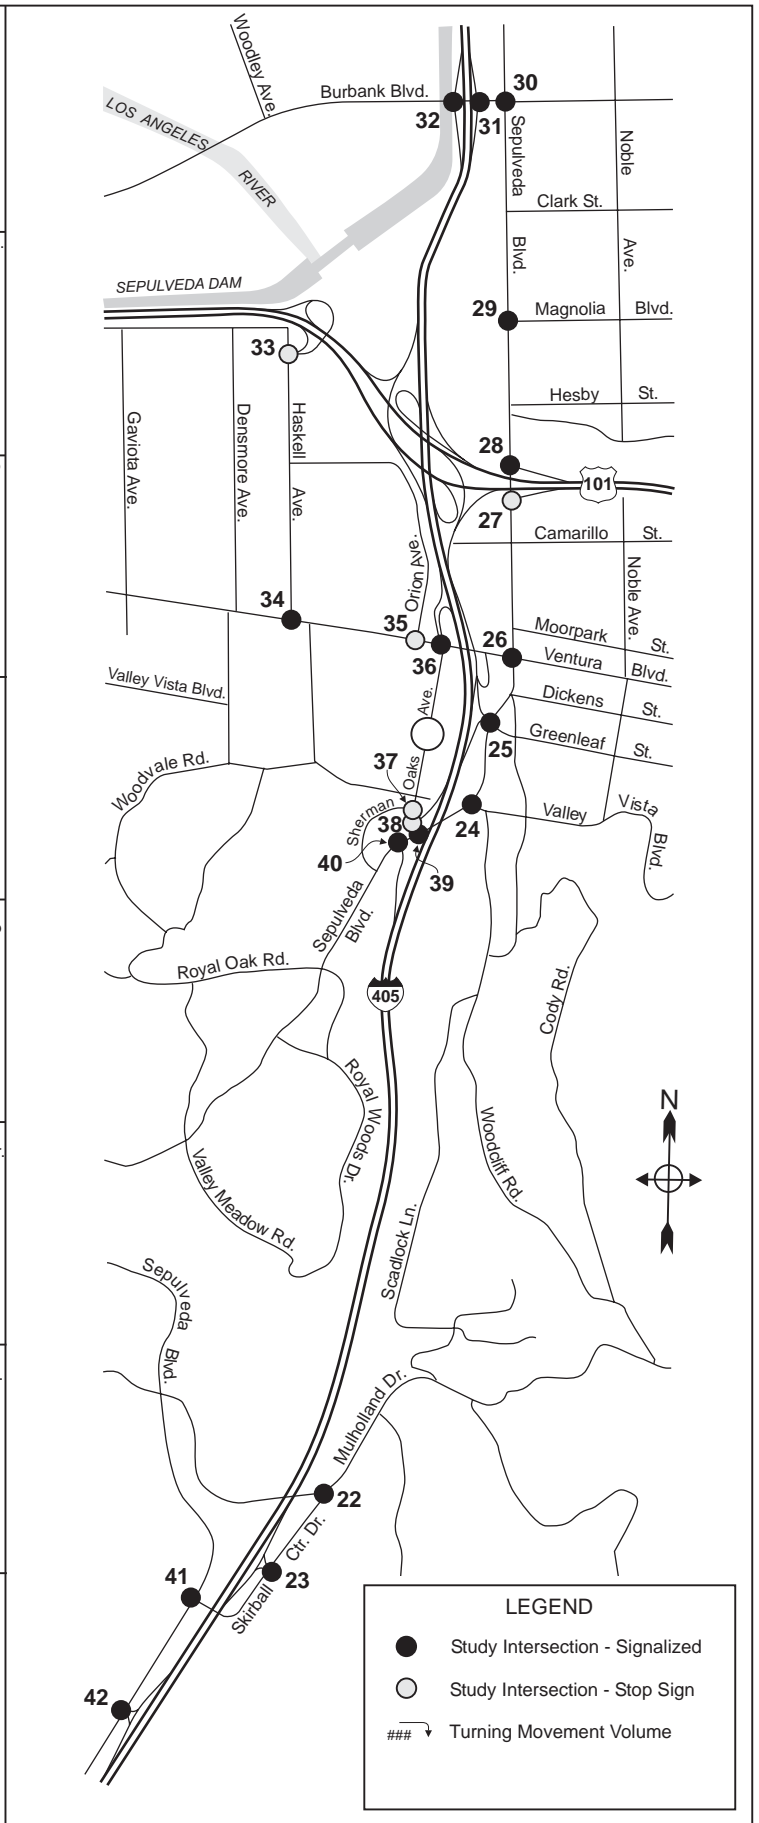 Woodley Ave.
Burbank Blvd.
30
32
31
LOS ANGELES
RIVER
Sepulveda
Blvd.
Noble
Ave.
Clark St.
SEPULVEDA DAM
29
Magnolia Blvd.
33
Hesby St.
Gaviota Ave.
Densmore Ave.
Haskell
Ave.
28
101
27
Camarillo St.
Orion Ave.
Noble Ave.
34
35
36
26
Moorpark St.
Ventura Blvd.
Valley Vista Blvd.
Dickens St.
Ave.
Oaks
Sherman
25
Greenleaf St.
Woodvale Rd.
37
38
24
Valley Vista
Blvd.
40
39
Sepulveda
Blvd.
Royal Oak Rd.
405
Cody Rd.
Royal Woods Dr.
N
Woodcliff Rd.
Valley Meadow Rd.
Scadlock Ln.
Sepulveda
Blvd.
Mulholland Dr.
22
Ctr. Dr.
Skirball
23
41
42
LEGEND
Study Intersection - Signalized
Study Intersection - Stop Sign
### Turning Movement Volume